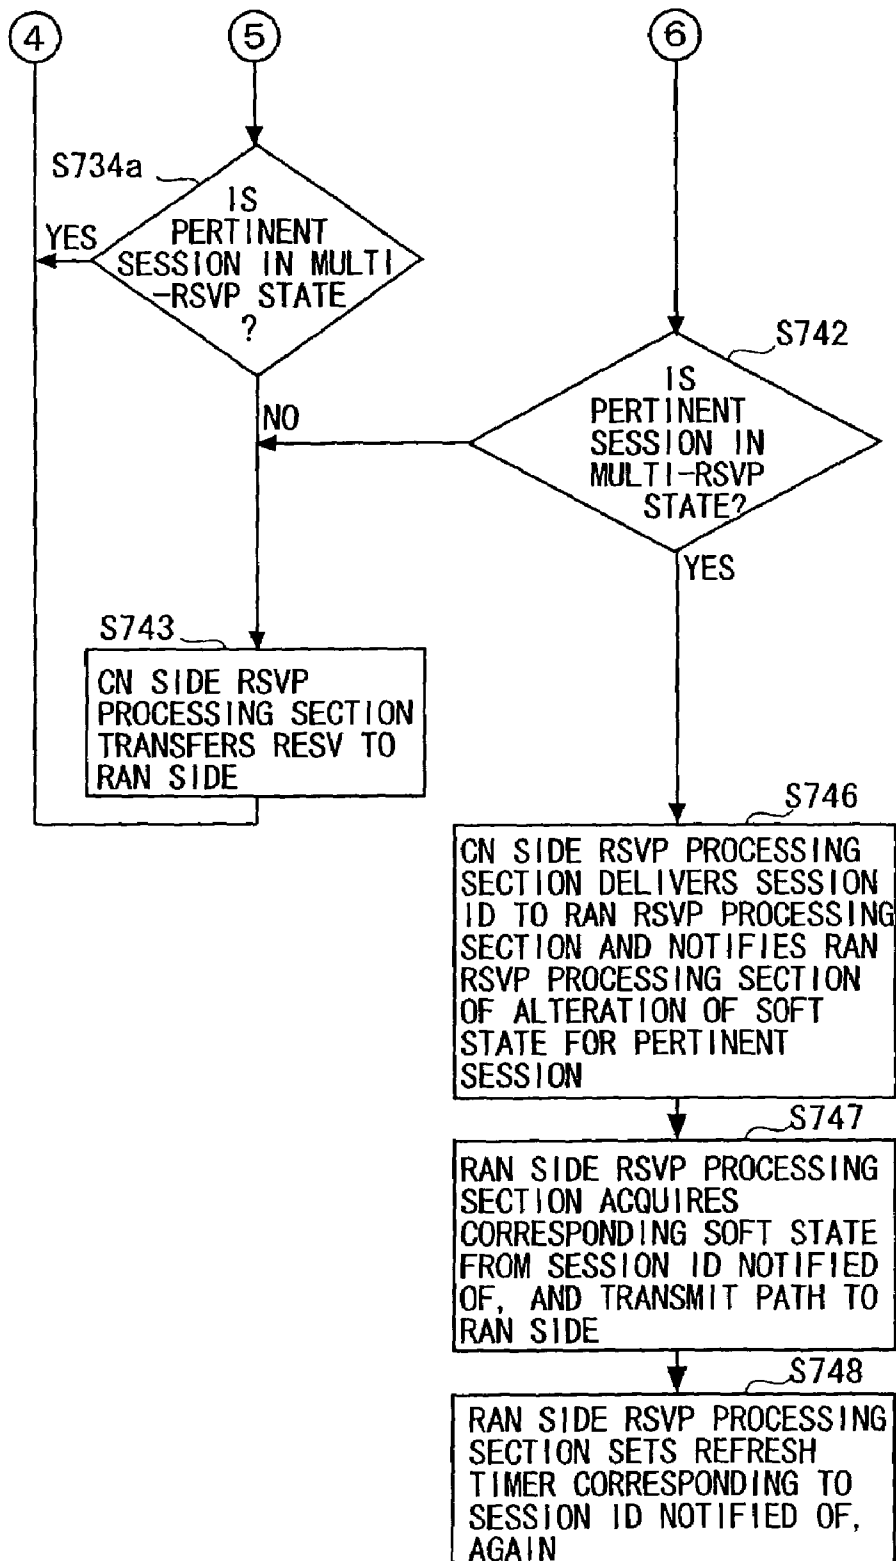 4
5
6
S734a
IS
PERTINENT
SESSION IN MULTI
-RSVP STATE
?
YES
NO
S742
IS
PERTINENT
SESSION IN
MULTI-RSVP
STATE?
YES
S743
CN SIDE RSVP
PROCESSING SECTION
TRANSFERS RESV TO
RAN SIDE
S746
CN SIDE RSVP PROCESSING
SECTION DELIVERS SESSION
ID TO RAN RSVP PROCESSING
SECTION AND NOTIFIES RAN
RSVP PROCESSING SECTION
OF ALTERATION OF SOFT
STATE FOR PERTINENT
SESSION
S747
RAN SIDE RSVP PROCESSING
SECTION ACQUIRES
CORRESPONDING SOFT STATE
FROM SESSION ID NOTIFIED
OF, AND TRANSMIT PATH TO
RAN SIDE
S748
RAN SIDE RSVP PROCESSING
SECTION SETS REFRESH
TIMER CORRESPONDING TO
SESSION ID NOTIFIED OF,
AGAIN